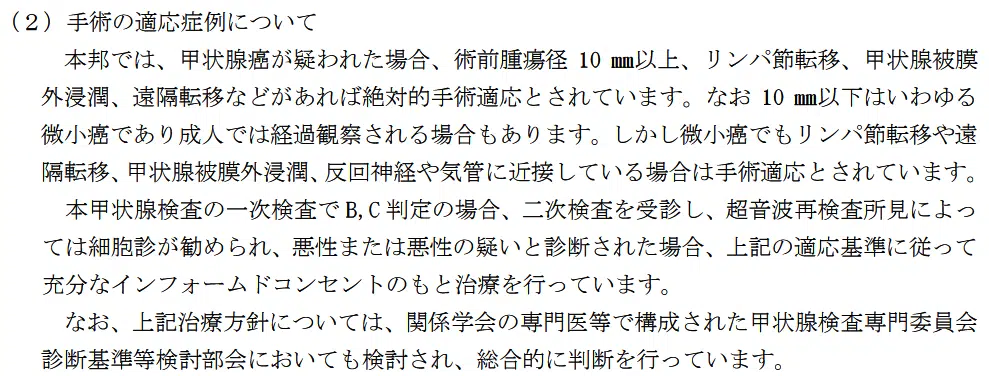 （２）手術の適応症例について
本邦では、甲状腺癌が疑われた場合、術前腫瘍径 10 mm以上、リンパ節転移、甲状腺被膜
外浸潤、遠隔転移などがあれば絶対的手術適応とされています。なお 10 mm以下はいわゆる
微小癌であり成人では経過観察される場合もあります。しかし微小癌でもリンパ節転移や遠
隔転移、甲状腺被膜外浸潤、反回神経や気管に近接している場合は手術適応とされています。
本甲状腺検査の一次検査で B,C 判定の場合、二次検査を受診し、超音波再検査所見によっ
ては細胞診が勧められ、悪性または悪性の疑いと診断された場合、上記の適応基準に従って
充分なインフォームドコンセントのもと治療を行っています。
なお、上記治療方針については、関係学会の専門医等で構成された甲状腺検査専門委員会
診断基準等検討部会においても検討され、総合的に判断を行っています。